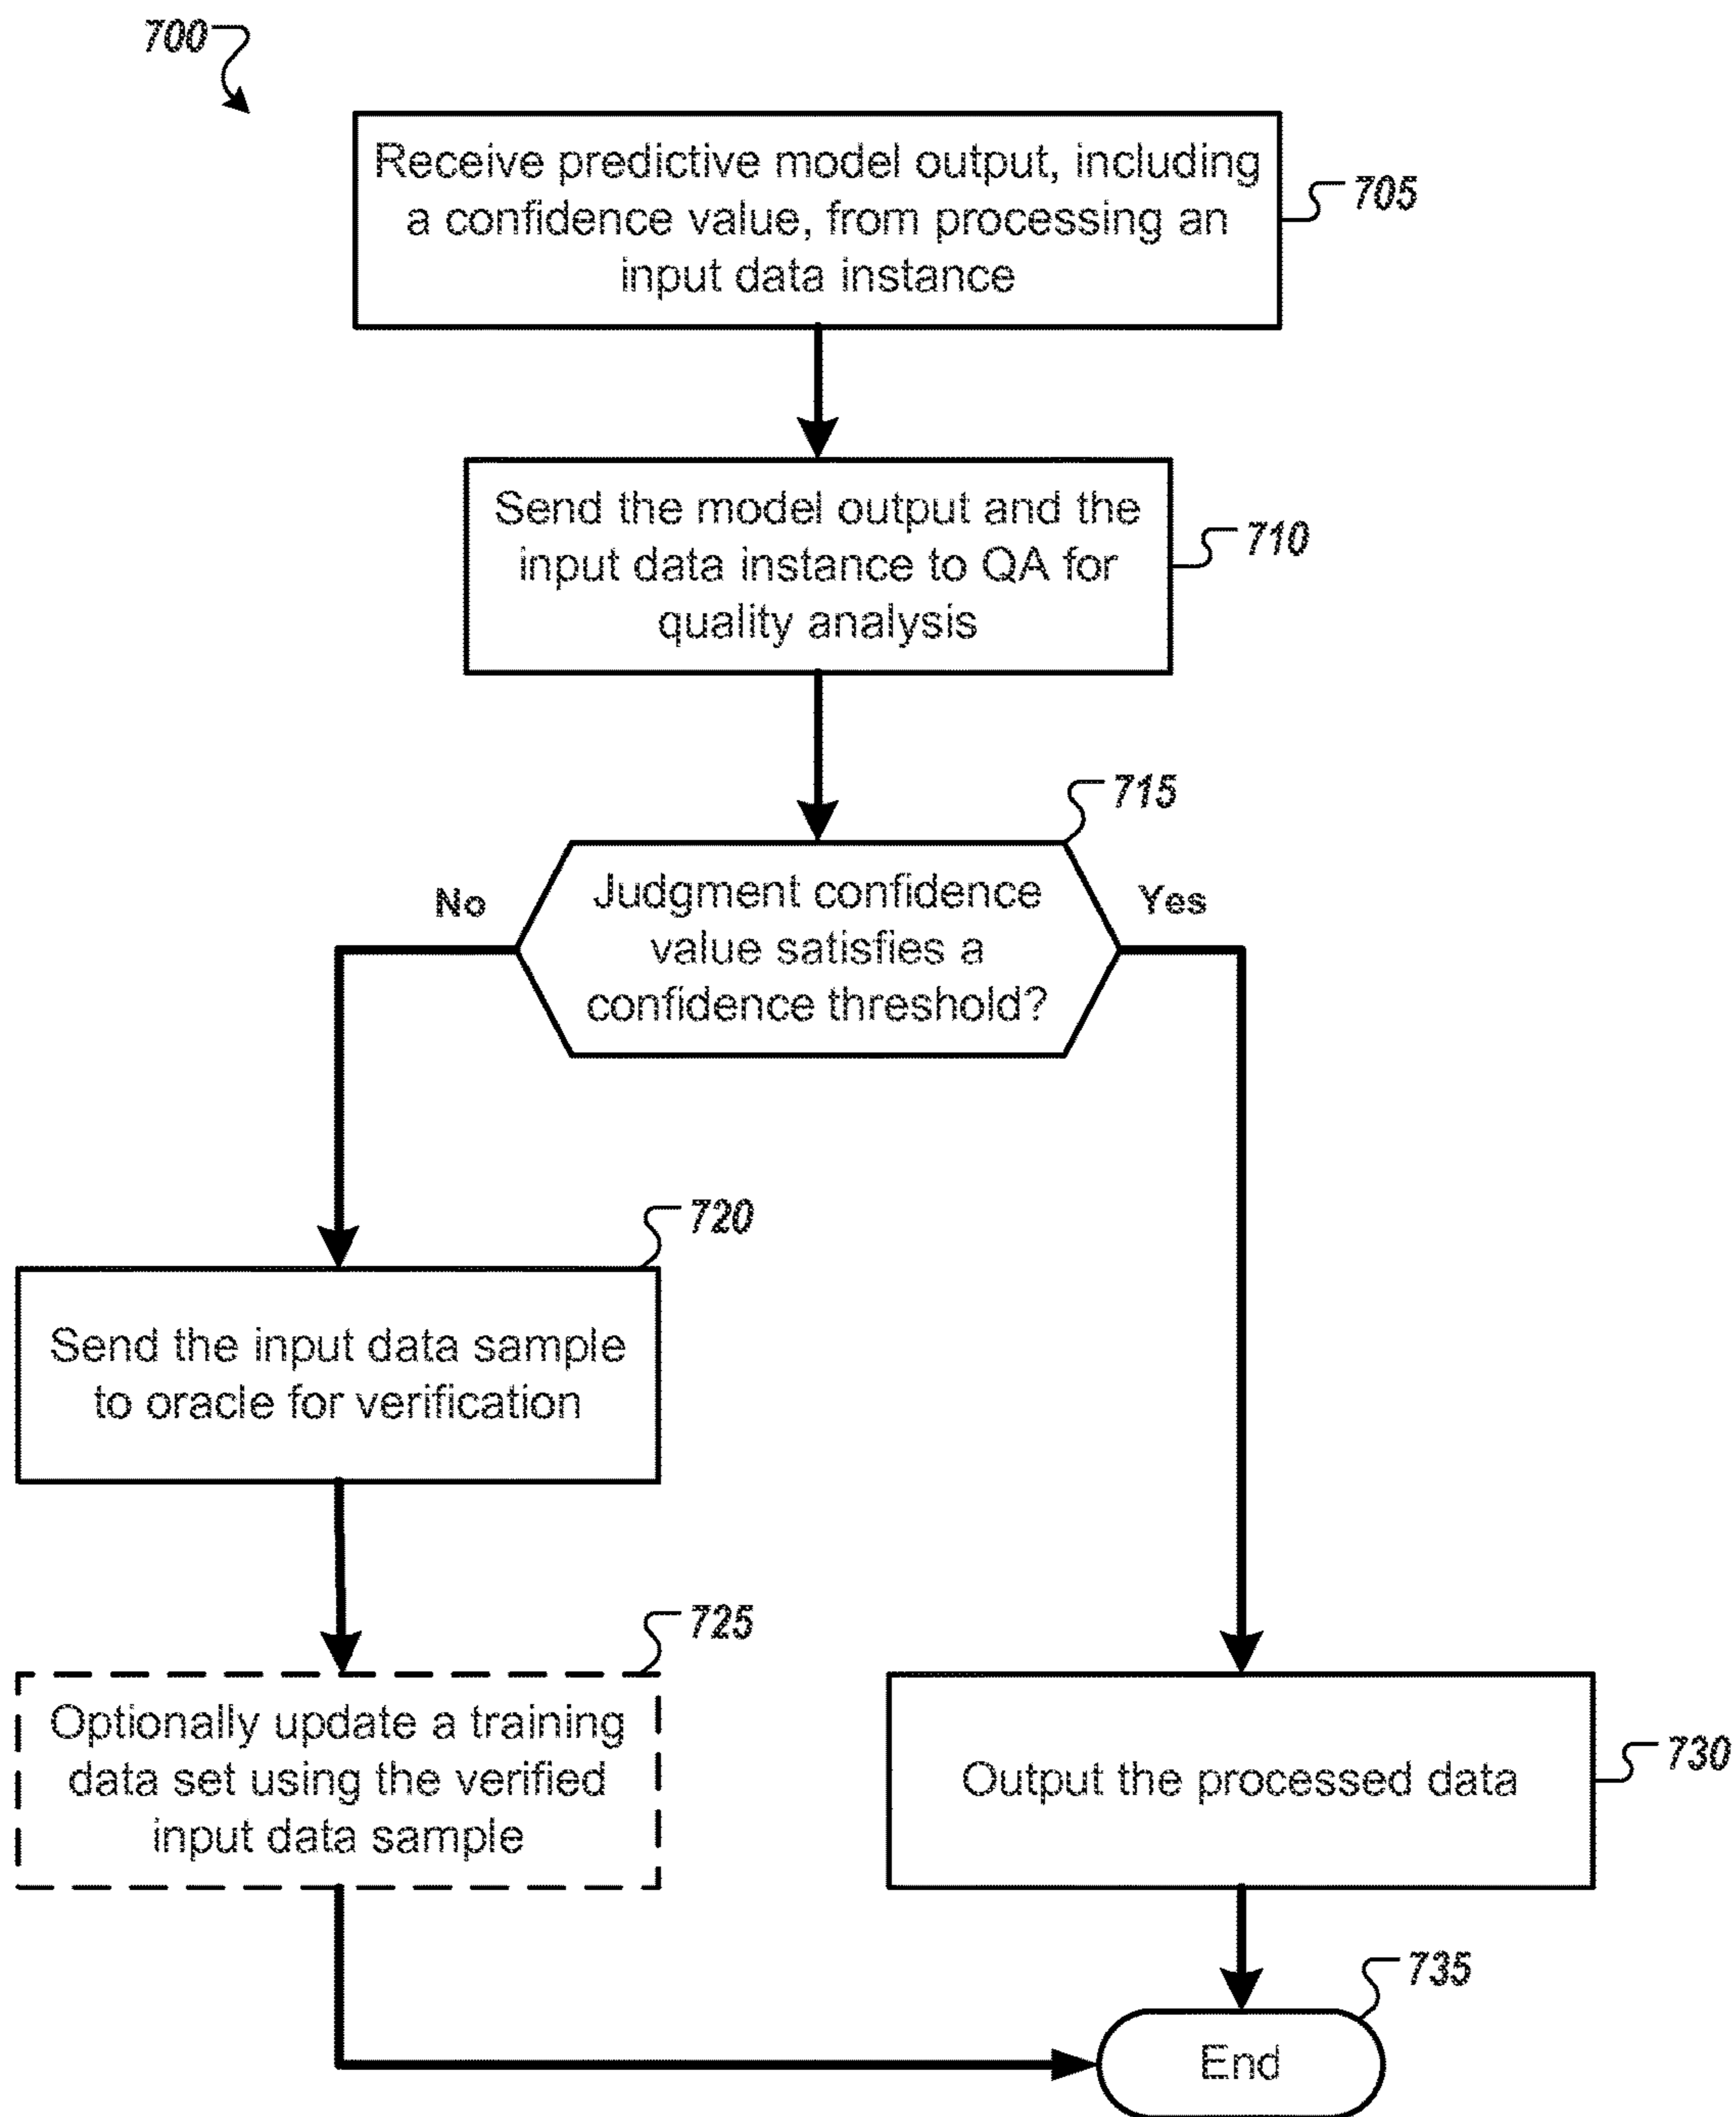 700
Receive predictive model output, including
a confidence value, from processing an
input data instance
705
Send the model output and the
input data instance to QA for
quality analysis
710
715
No
Judgment confidence
value satisfies a
confidence threshold?
Yes
720
Send the input data sample
to oracle for verification
725
Optionally update a training
data set using the verified
input data sample
Output the processed data
730
735
End